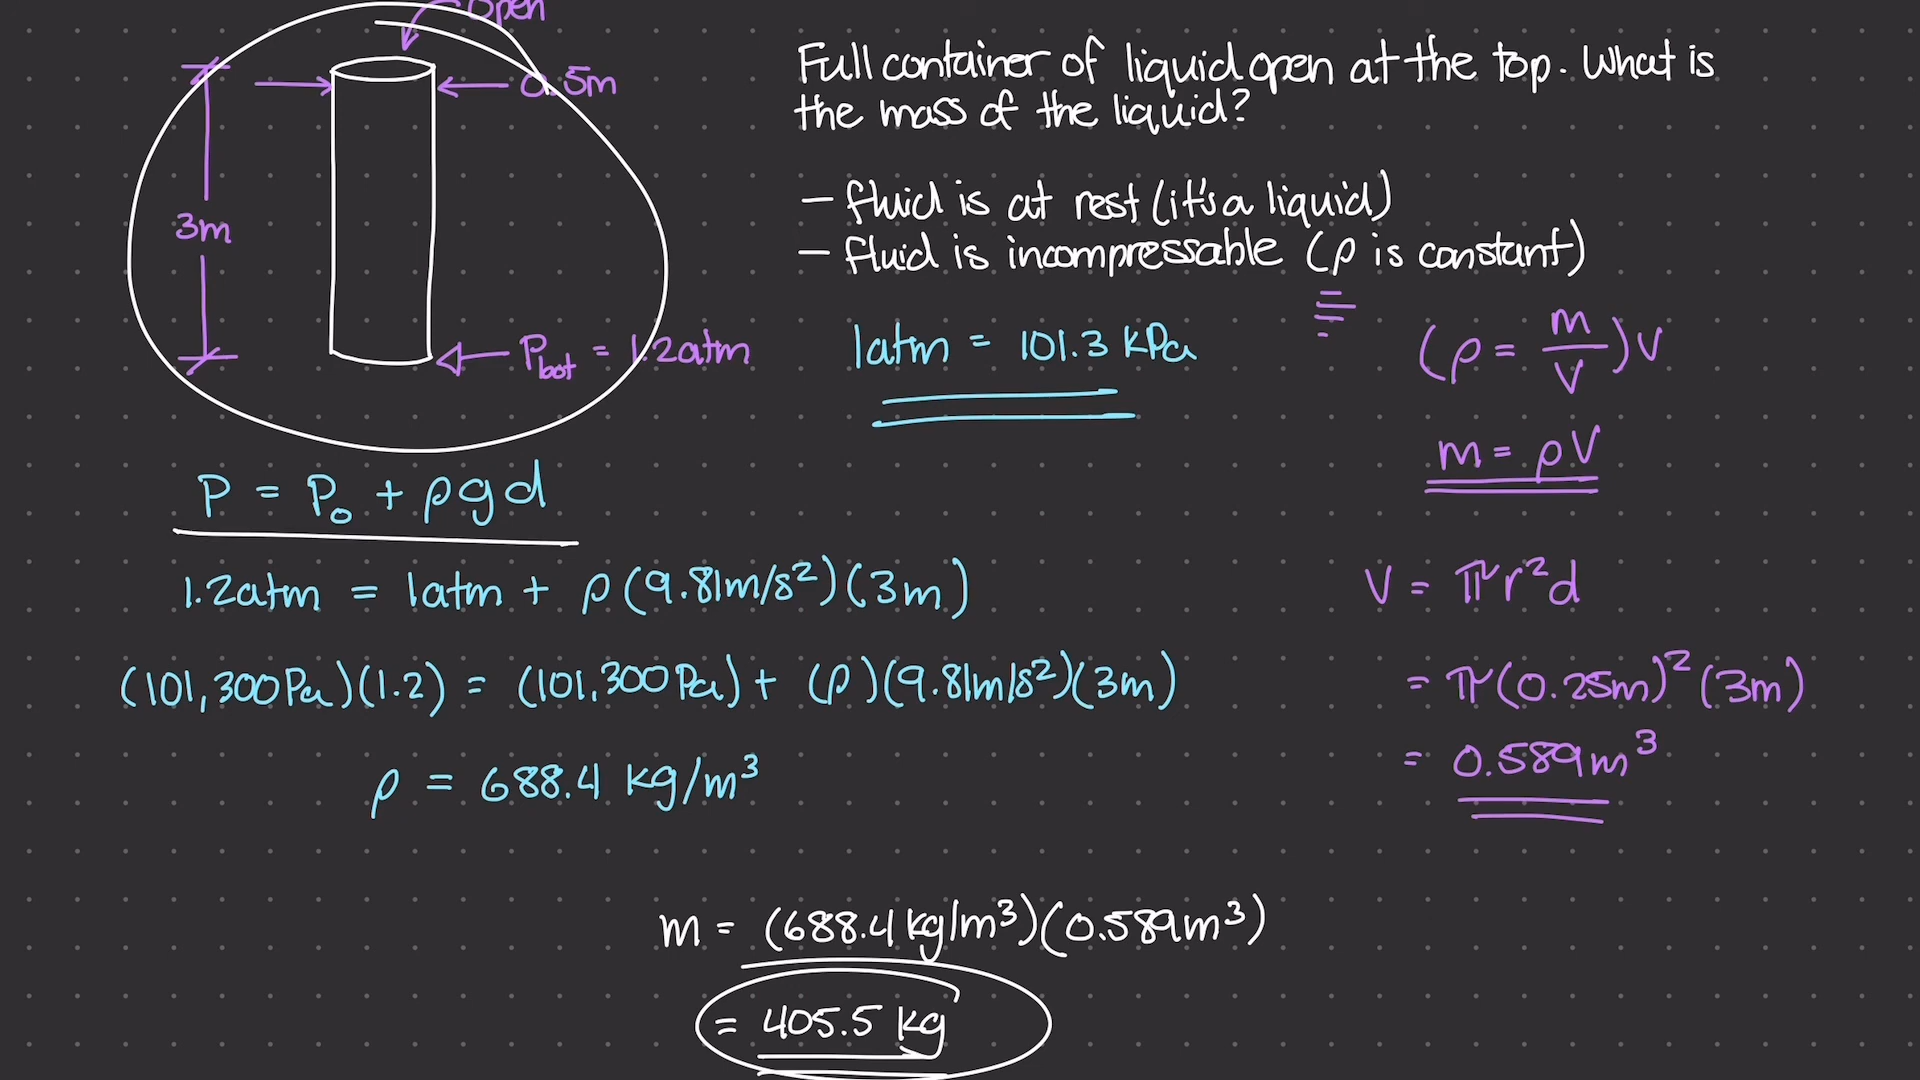 Open
0.5m
3m
P_bot = 1.2atm
Full container of liquid open at the top. What is
the mass of the liquid?
– fluid is at rest (it's a liquid)
– fluid is incompressable (ρ is constant)
1atm = 101.3 kPa
(ρ = m/V)V
m = ρV
P = P₀ + ρgd
1.2atm = 1atm + ρ(9.81m/s²)(3m)
(101,300Pa)(1.2) = (101,300Pa) + (ρ)(9.81m/s²)(3m)
ρ = 688.4 kg/m³
V = πr²d
= π(0.25m)²(3m)
= 0.589m³
m = (688.4kg/m³)(0.589m³)
= 405.5 kg